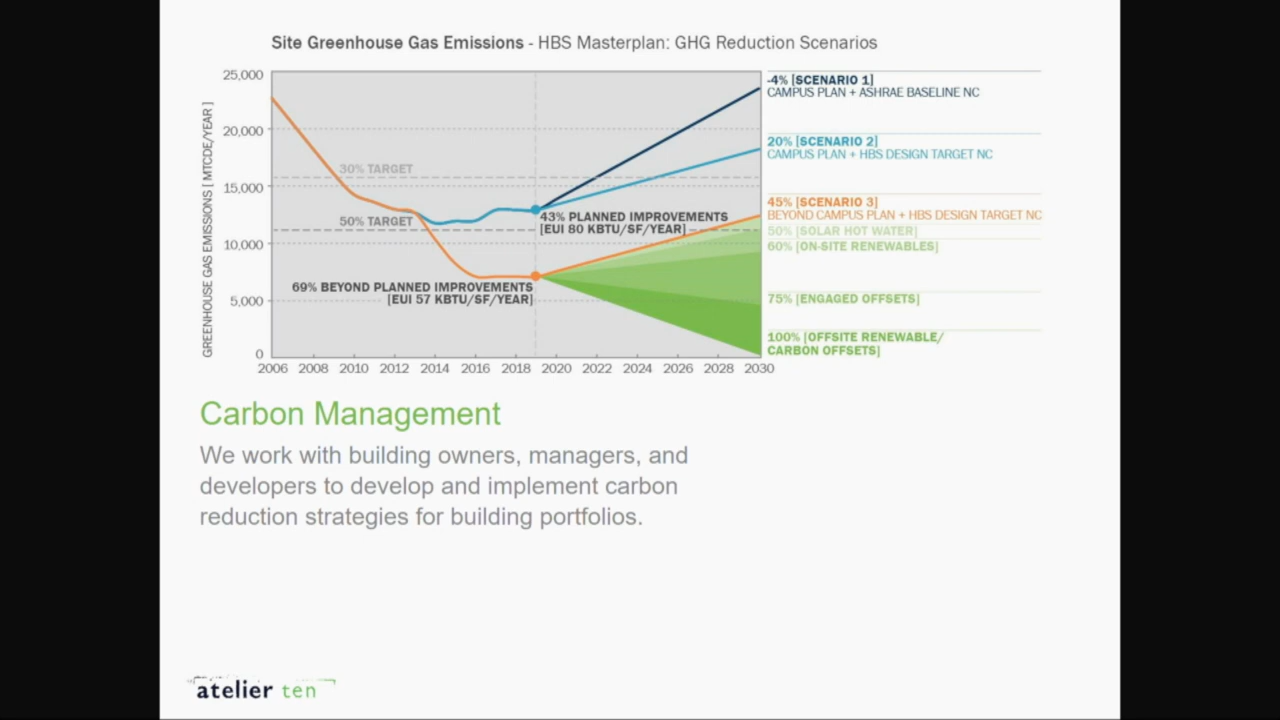 Site Greenhouse Gas Emissions - HBS Masterplan: GHG Reduction Scenarios
GREENHOUSE GAS EMISSIONS [ MTCDE/YEAR ]
25,000
20,000
15,000
10,000
5,000
0
30% TARGET
50% TARGET
43% PLANNED IMPROVEMENTS
[EUI 80 KBTU/SF/YEAR]
69% BEYOND PLANNED IMPROVEMENTS
[EUI 57 KBTU/SF/YEAR]
2006 2008 2010 2012 2014 2016 2018 2020 2022 2024 2026 2028 2030
-4% [SCENARIO 1]
CAMPUS PLAN + ASHRAE BASELINE NC
20% [SCENARIO 2]
CAMPUS PLAN + HBS DESIGN TARGET NC
45% [SCENARIO 3]
BEYOND CAMPUS PLAN + HBS DESIGN TARGET NC
50% [SOLAR HOT WATER]
60% [ON-SITE RENEWABLES]
75% [ENGAGED OFFSETS]
100% [OFFSITE RENEWABLE/
CARBON OFFSETS]
Carbon Management
We work with building owners, managers, and
developers to develop and implement carbon
reduction strategies for building portfolios.
atelier ten